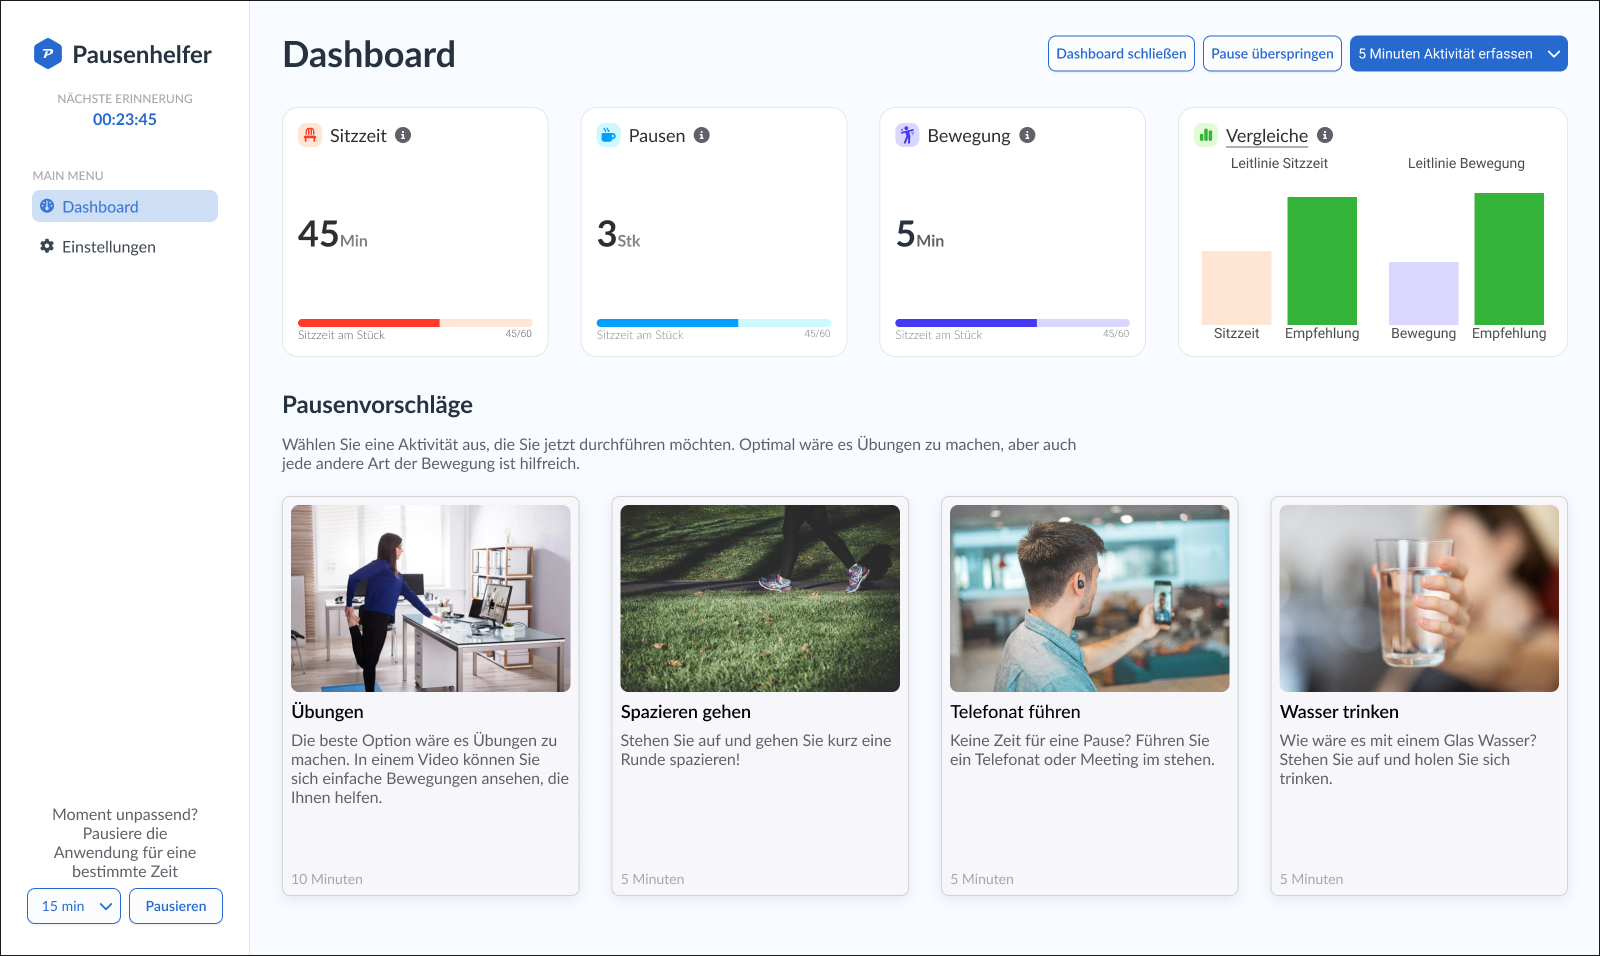 Pausenhelfer
NÄCHSTE ERINNERUNG
00:23:45
MAIN MENU
Dashboard
Einstellungen
Moment unpassend?
Pausiere die
Anwendung für eine
bestimmte Zeit
15 min
Pausieren
Dashboard
Dashboard schließen
Pause überspringen
5 Minuten Aktivität erfassen
Sitzzeit
45Min
Sitzzeit am Stück 45/60
Pausen
3Stk
Sitzzeit am Stück 45/60
Bewegung
5Min
Sitzzeit am Stück 45/60
Vergleiche
Leitlinie Sitzzeit
Leitlinie Bewegung
Sitzzeit Empfehlung
Bewegung Empfehlung
Pausenvorschläge
Wählen Sie eine Aktivität aus, die Sie jetzt durchführen möchten. Optimal wäre es Übungen zu machen, aber auch
jede andere Art der Bewegung ist hilfreich.
Übungen
Die beste Option wäre es Übungen zu
machen. In einem Video können Sie
sich einfache Bewegungen ansehen, die
Ihnen helfen.
10 Minuten
Spazieren gehen
Stehen Sie auf und gehen Sie kurz eine
Runde spazieren!
5 Minuten
Telefonat führen
Keine Zeit für eine Pause? Führen Sie
ein Telefonat oder Meeting im stehen.
5 Minuten
Wasser trinken
Wie wäre es mit einem Glas Wasser?
Stehen Sie auf und holen Sie sich
trinken.
5 Minuten